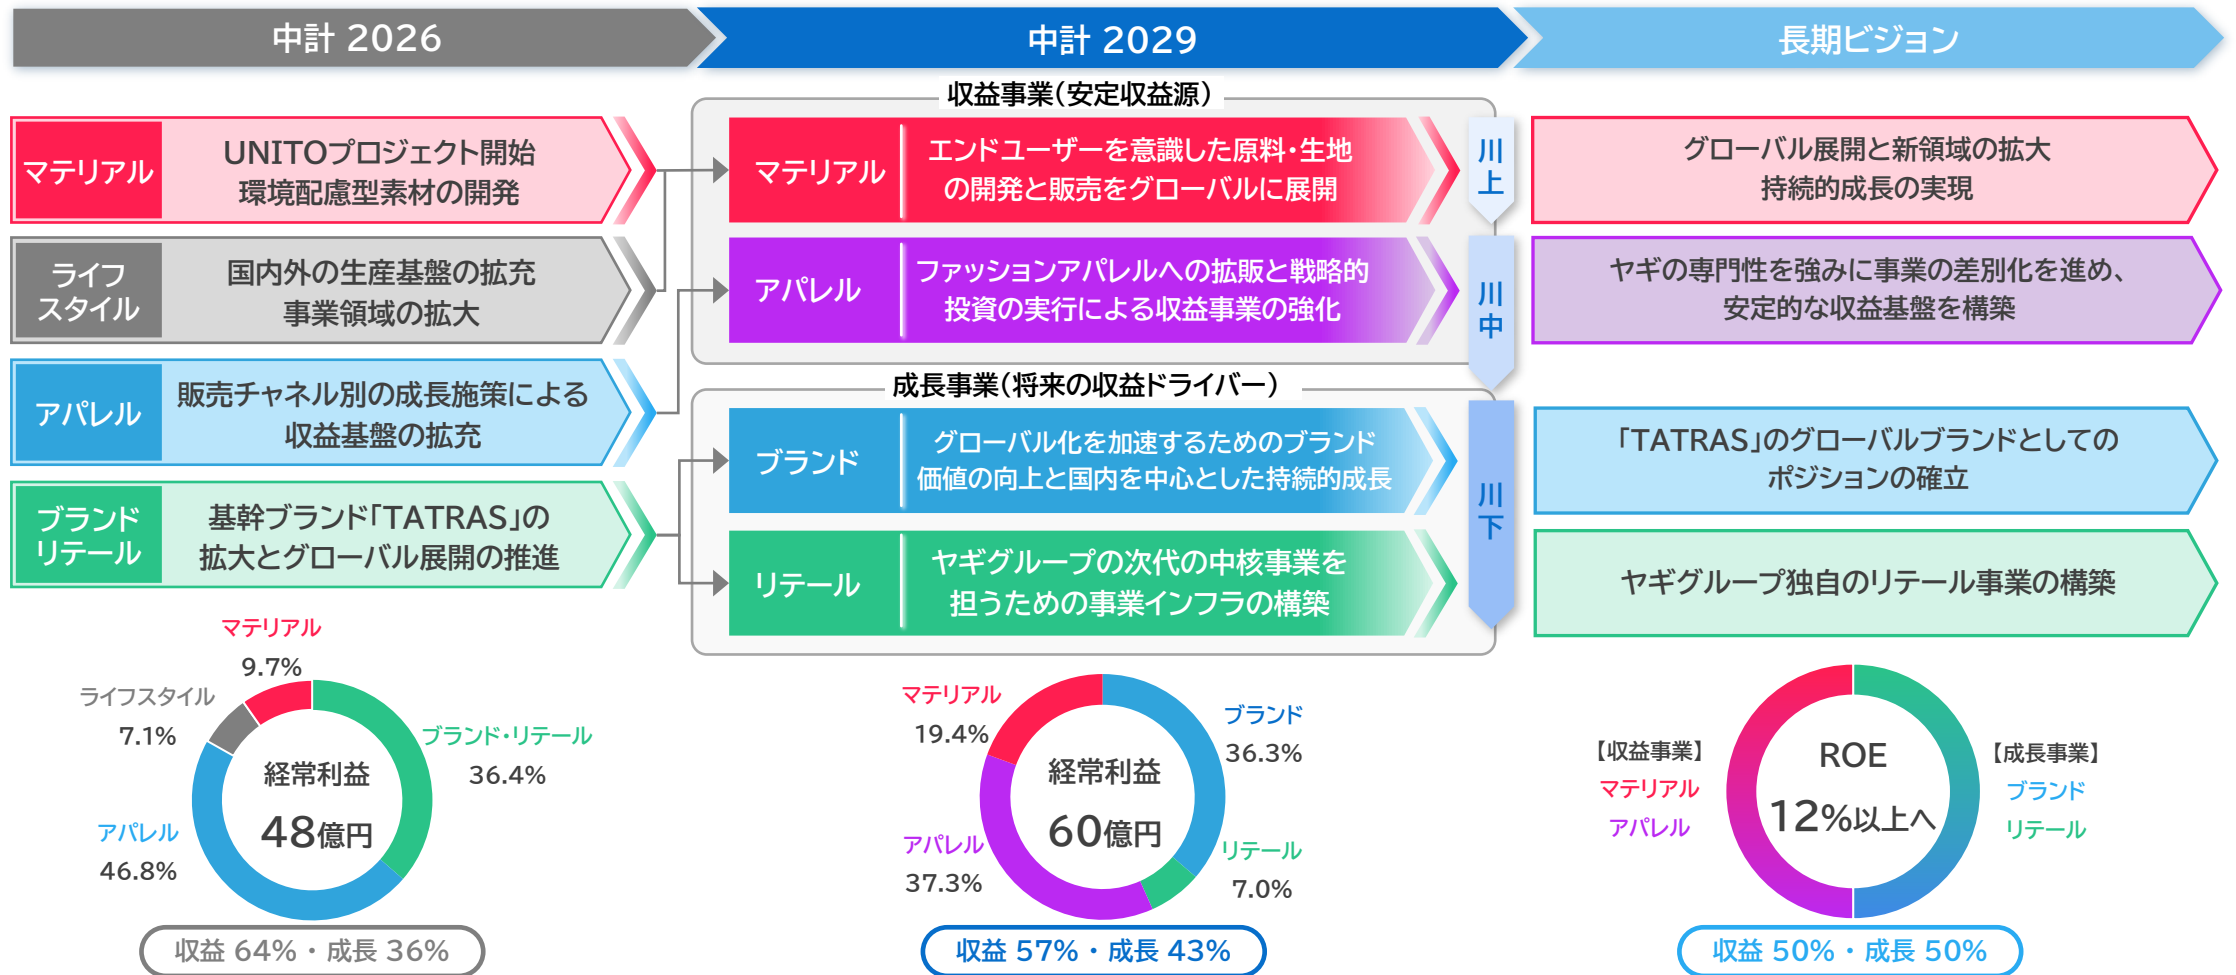 中計 2026
中計 2029
長期ビジョン
マテリアル
UNITOプロジェクト開始
環境配慮型素材の開発
ライフ
スタイル
国内外の生産基盤の拡充
事業領域の拡大
アパレル
販売チャネル別の成長施策による
収益基盤の拡充
ブランド
リテール
基幹ブランド「TATRAS」の
拡大とグローバル展開の推進
収益事業(安定収益源)
マテリアル
エンドユーザーを意識した原料・生地
の開発と販売をグローバルに展開
アパレル
ファッションアパレルへの拡販と戦略的
投資の実行による収益事業の強化
成長事業(将来の収益ドライバー)
ブランド
グローバル化を加速するためのブランド
価値の向上と国内を中心とした持続的成長
リテール
ヤギグループの次代の中核事業を
担うための事業インフラの構築
川上
川中
川下
グローバル展開と新領域の拡大
持続的成長の実現
ヤギの専門性を強みに事業の差別化を進め、
安定的な収益基盤を構築
「TATRAS」のグローバルブランドとしての
ポジションの確立
ヤギグループ独自のリテール事業の構築
マテリアル
9.7%
ライフスタイル
7.1%
ブランド・リテール
36.4%
アパレル
46.8%
経常利益
48億円
収益 64% ・ 成長 36%
マテリアル
19.4%
ブランド
36.3%
アパレル
37.3%
リテール
7.0%
経常利益
60億円
収益 57% ・ 成長 43%
【収益事業】
マテリアル
アパレル
ROE
12%以上へ
【成長事業】
ブランド
リテール
収益 50% ・ 成長 50%